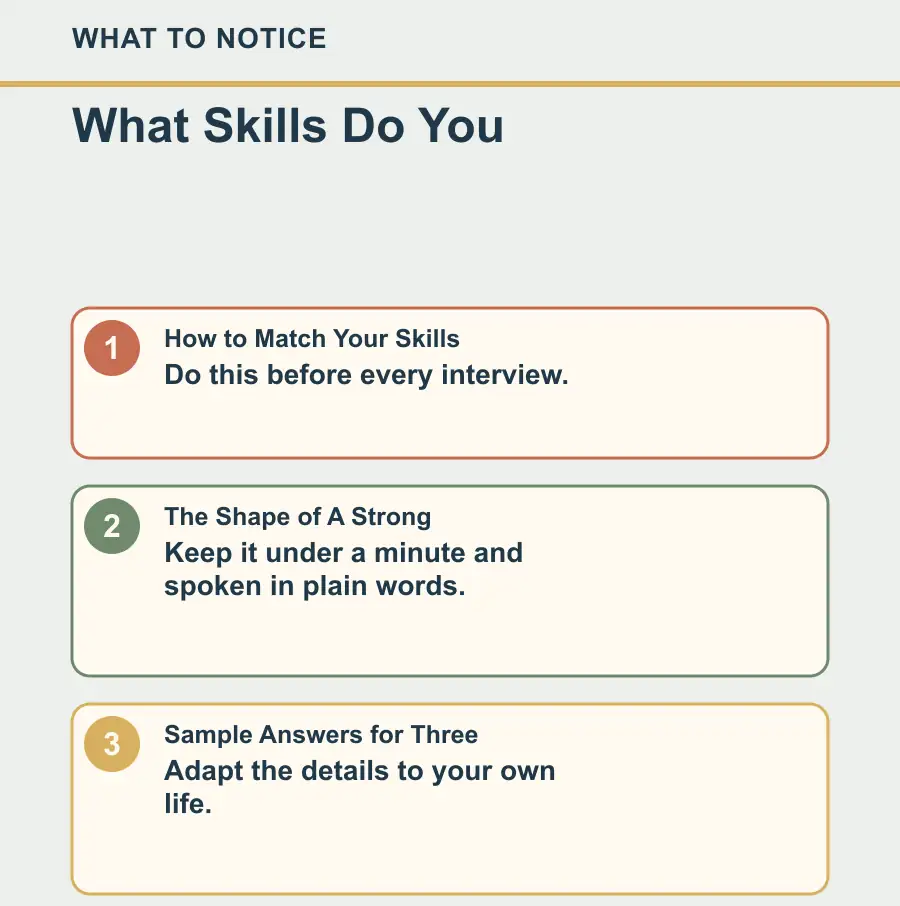 WHAT TO NOTICE
What Skills Do You
1
How to Match Your Skills
Do this before every interview.
2
The Shape of A Strong
Keep it under a minute and
spoken in plain words.
3
Sample Answers for Three
Adapt the details to your own
life.